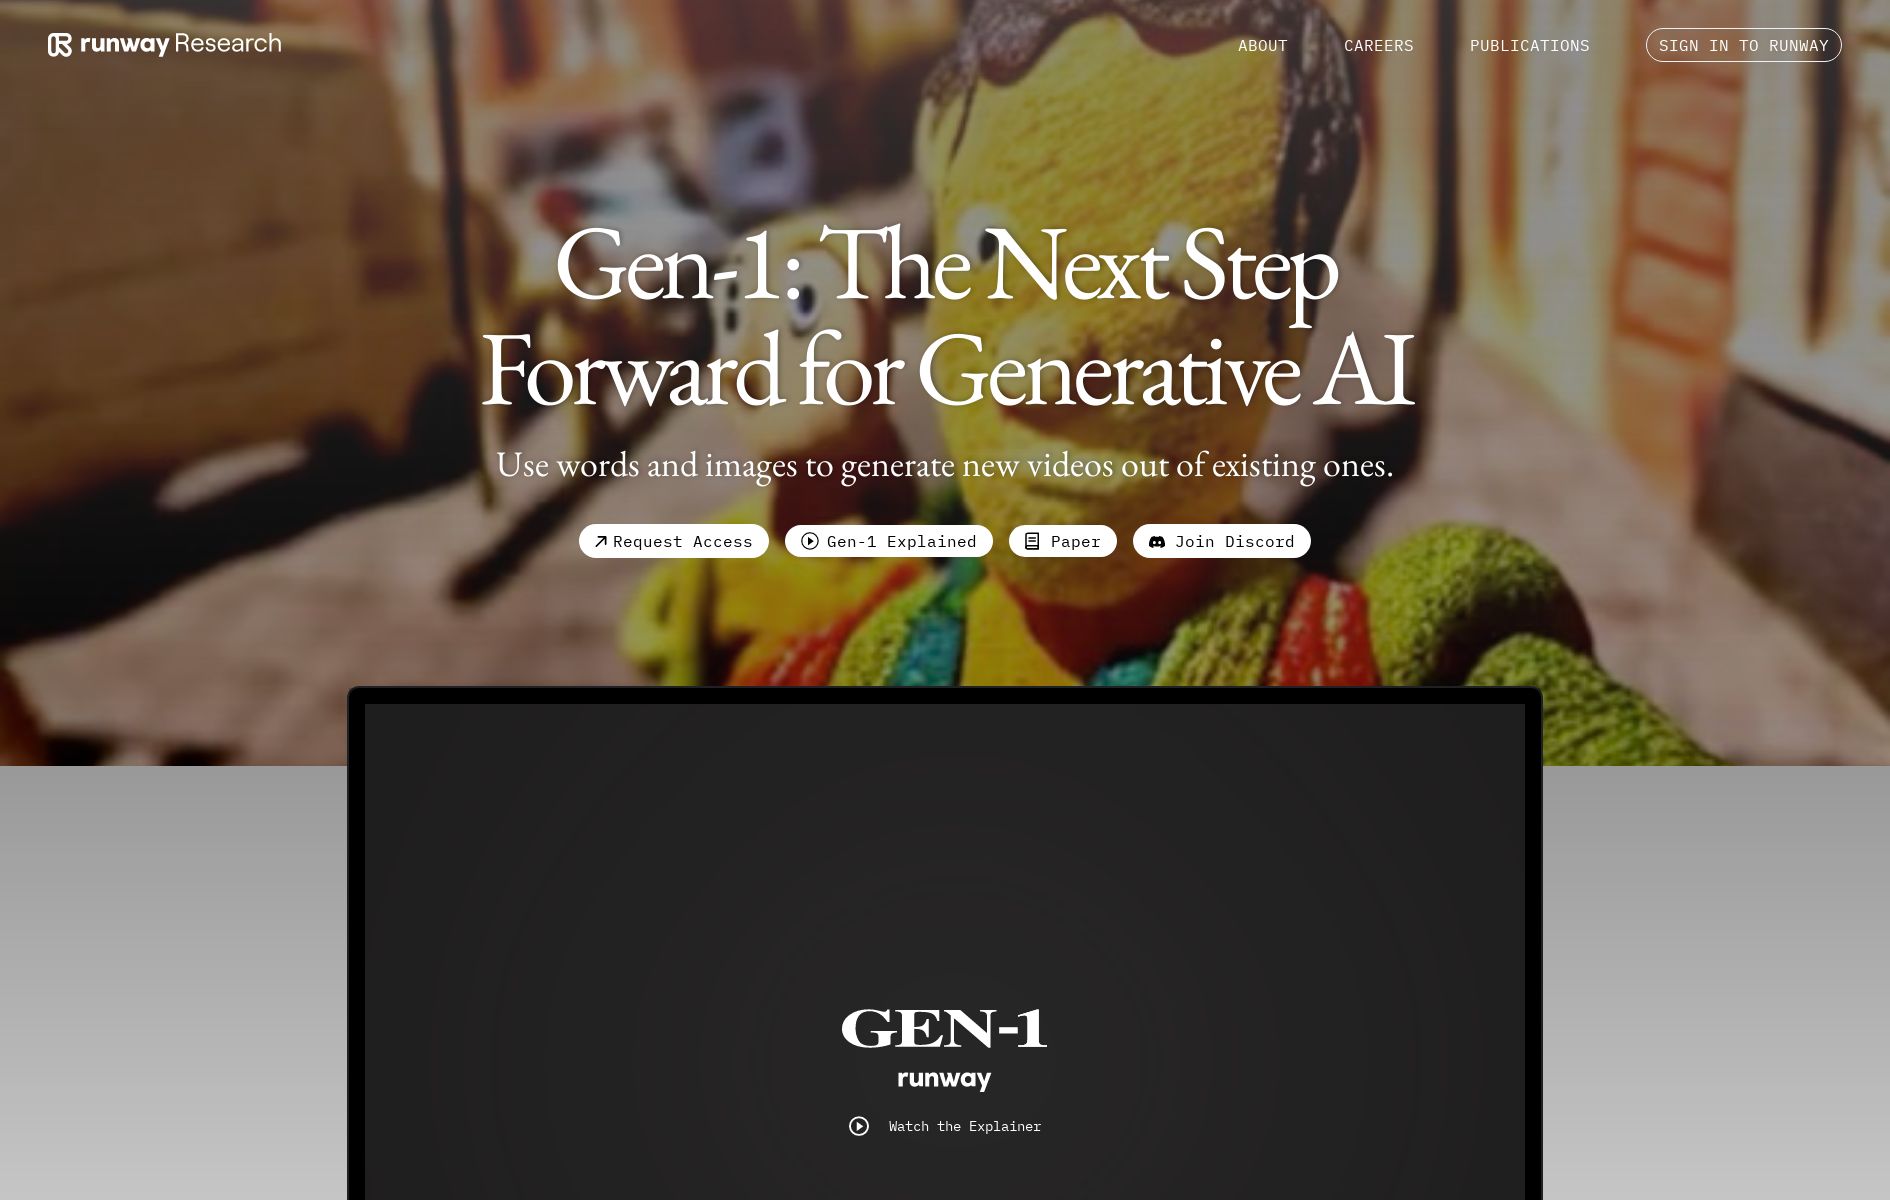 runway Research
ABOUT
CAREERS
PUBLICATIONS
SIGN IN TO RUNWAY
Gen-1: The Next Step
Forward for Generative AI
Use words and images to generate new videos out of existing ones.
Request Access
Gen-1 Explained
Paper
Join Discord
GEN-1
runway
Watch the Explainer